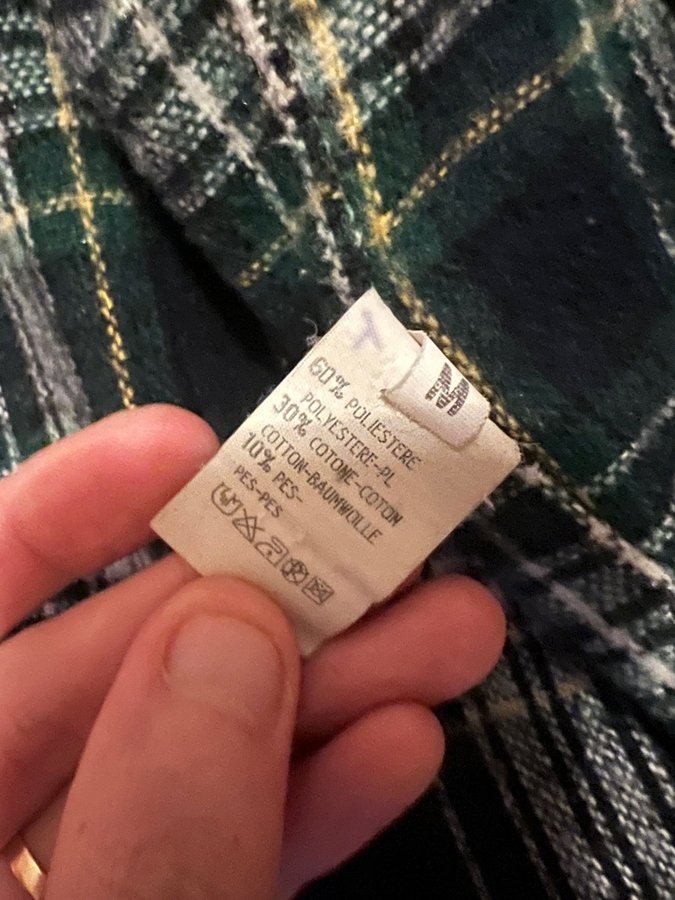 60% POLIESTERE
POLYESTERE-PL
30% COTONE-COTON
COTTON-BAUMWOLLE
10% PES-
PES-PES
M